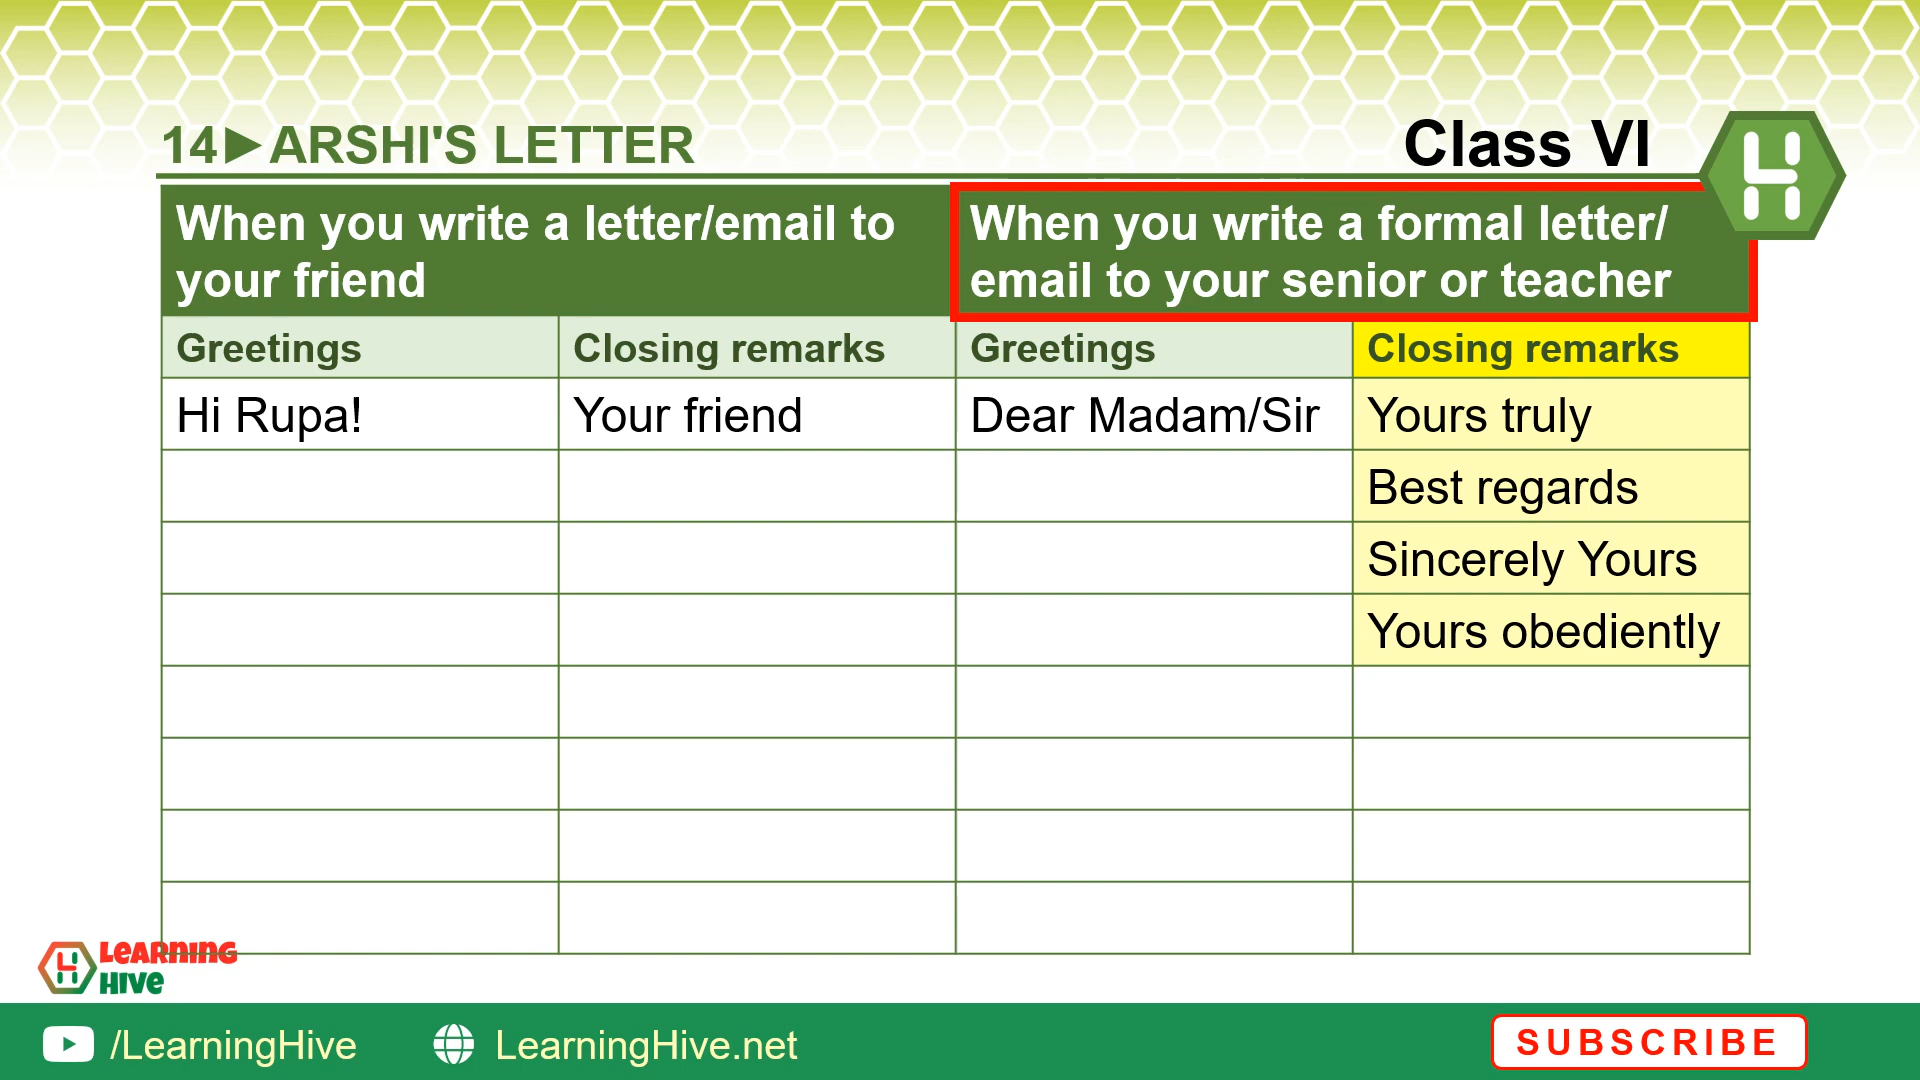 14►ARSHI'S LETTER
Class VI
When you write a letter/email to
your friend
When you write a formal letter/
email to your senior or teacher
Greetings
Closing remarks
Greetings
Closing remarks
Hi Rupa!
Your friend
Dear Madam/Sir
Yours truly
Best regards
Sincerely Yours
Yours obediently
LEARNING
HIVE
/LearningHive
LearningHive.net
SUBSCRIBE